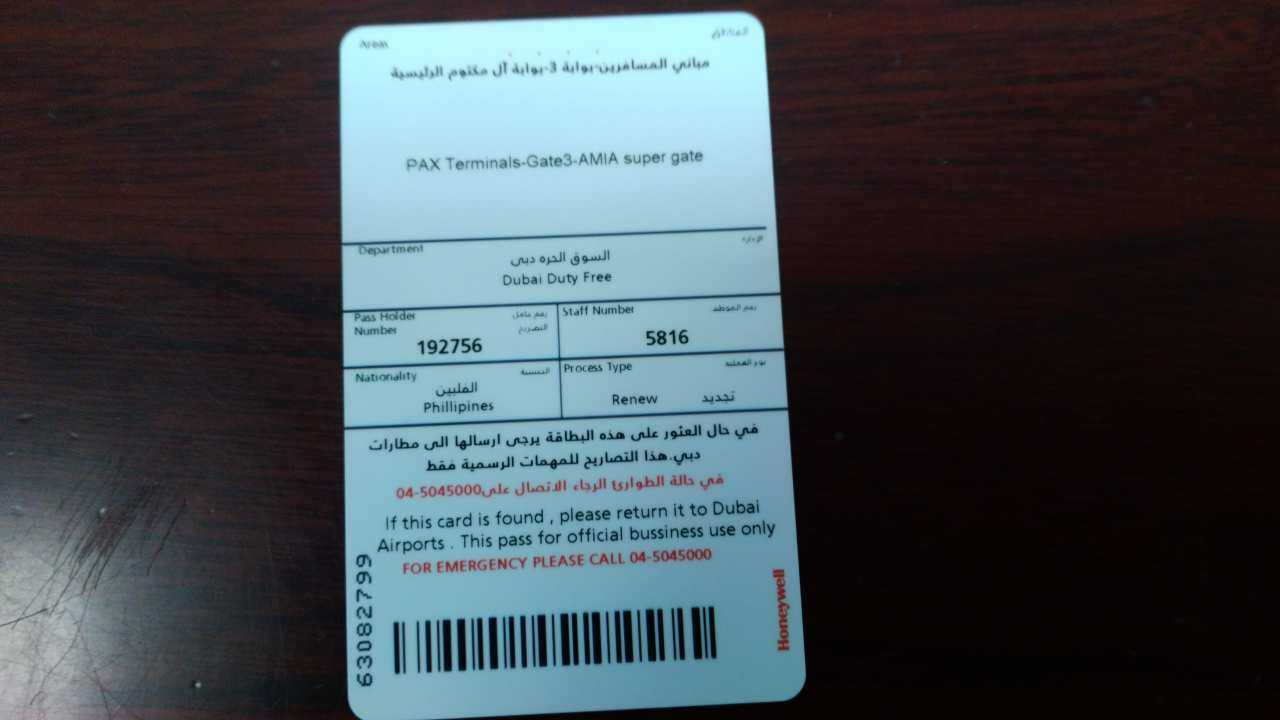 Areas المناطق
مباني المسافرين-بوابة 3-بوابة آل مكتوم الرئيسية
PAX Terminals-Gate3-AMIA super gate
Department الإدارة
السوق الحره دبي
Dubai Duty Free
Pass Holder Number رقم حامل التصريح
192756
Staff Number رقم الموظف
5816
Nationality الجنسية
الفلبين
Phillipines
Process Type نوع العملية
Renew تجديد
في حال العثور على هذه البطاقة يرجى ارسالها الى مطارات
دبي.هذا التصاريح للمهمات الرسمية فقط
في حالة الطوارئ الرجاء الاتصال على04-5045000
If this card is found , please return it to Dubai
Airports . This pass for official bussiness use only
FOR EMERGENCY PLEASE CALL 04-5045000
63082799
Honeywell